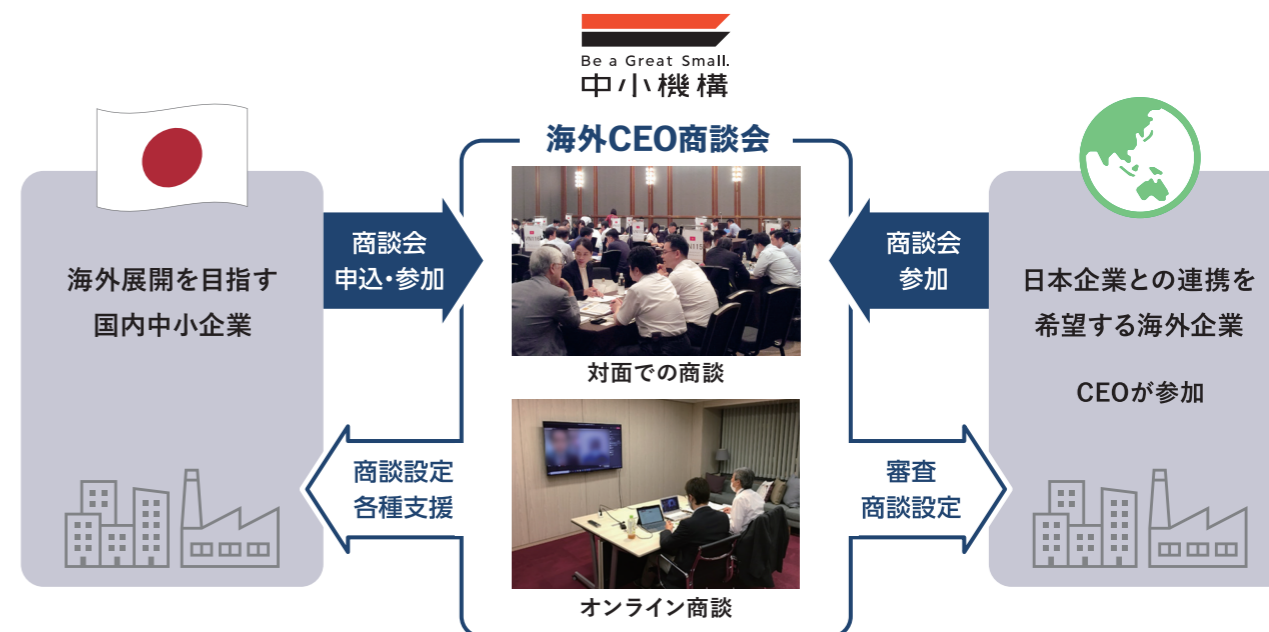 Be a Great Small.
中小機構
海外CEO商談会
海外展開を目指す
国内中小企業
商談会
申込・参加
商談設定
各種支援
対面での商談
オンライン商談
商談会
参加
審査
商談設定
日本企業との連携を
希望する海外企業
CEOが参加